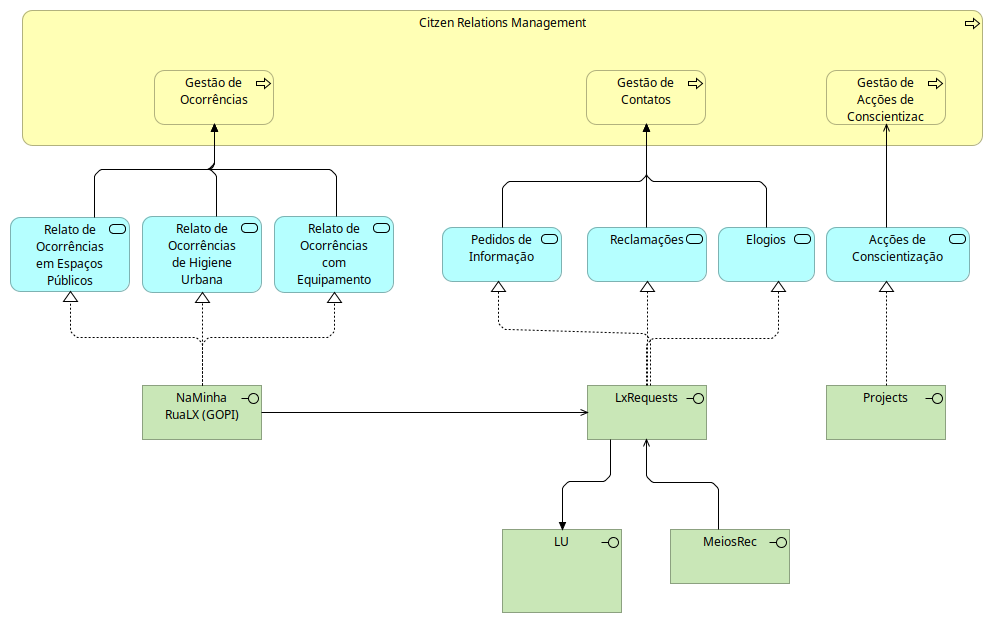 Citzen Relations Management
Gestão de
Ocorrências
Gestão de
Contatos
Gestão de
Acções de
Conscientizac
Relato de
Ocorrências
em Espaços
Públicos
Relato de
Ocorrências
de Higiene
Urbana
Relato de
Ocorrências
com
Equipamento
Pedidos de
Informação
Reclamações
Elogios
Acções de
Conscientização
NaMinha
RuaLX (GOPI)
LxRequests
Projects
LU
MeiosRec